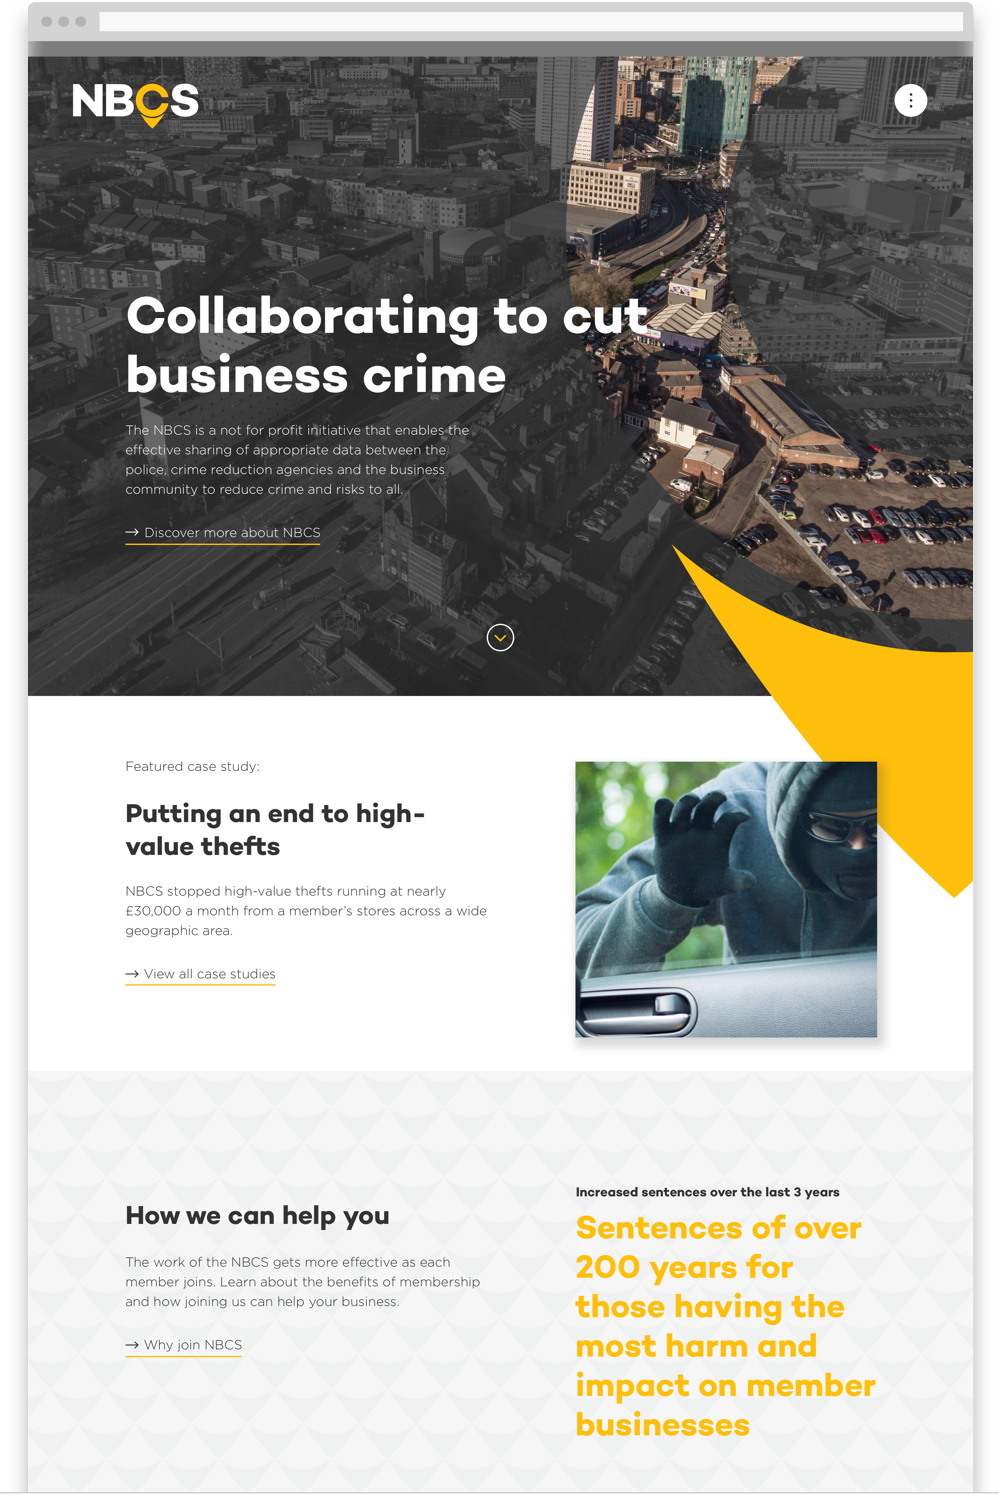 NBCS
Collaborating to cut
business crime
The NBCS is a not for profit initiative that enables the
effective sharing of appropriate data between the
police, crime reduction agencies and the business
community to reduce crime and risks to all.
→ Discover more about NBCS
Featured case study:
Putting an end to high-
value thefts
NBCS stopped high-value thefts running at nearly
£30,000 a month from a member’s stores across a wide
geographic area.
→ View all case studies
How we can help you
The work of the NBCS gets more effective as each
member joins. Learn about the benefits of membership
and how joining us can help your business.
→ Why join NBCS
Increased sentences over the last 3 years
Sentences of over
200 years for
those having the
most harm and
impact on member
businesses